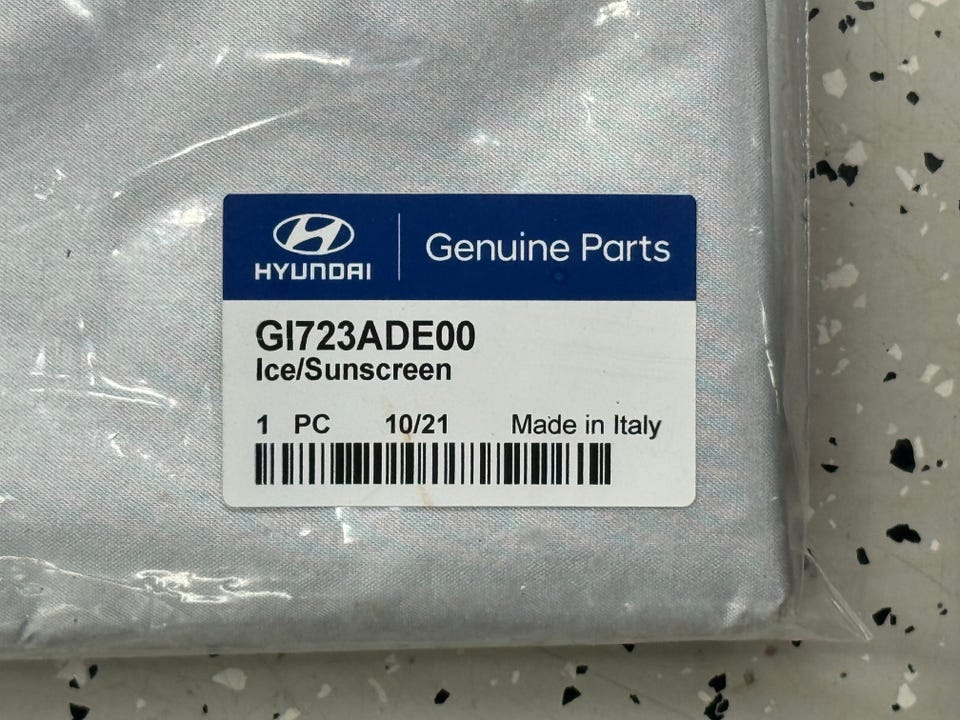 HYUNDAI
Genuine Parts
GI723ADE00
Ice/Sunscreen
1 PC 10/21 Made in Italy